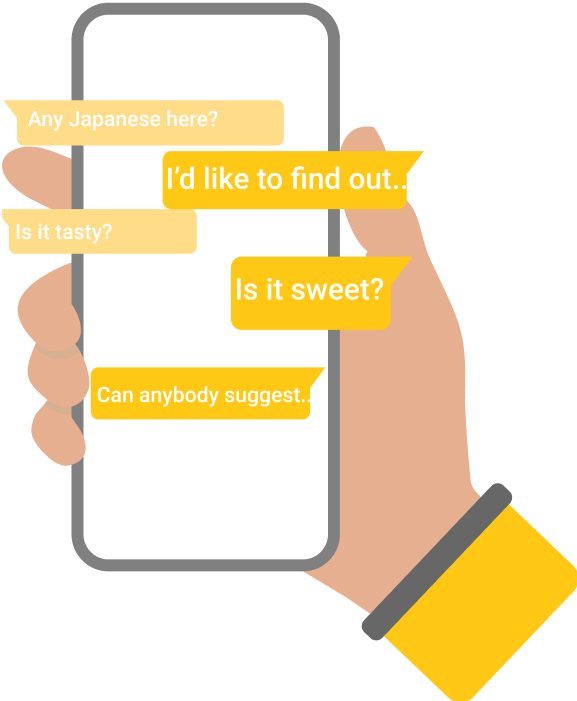 Any Japanese here?
I’d like to find out..
Is it tasty?
Is it sweet?
Can anybody suggest..